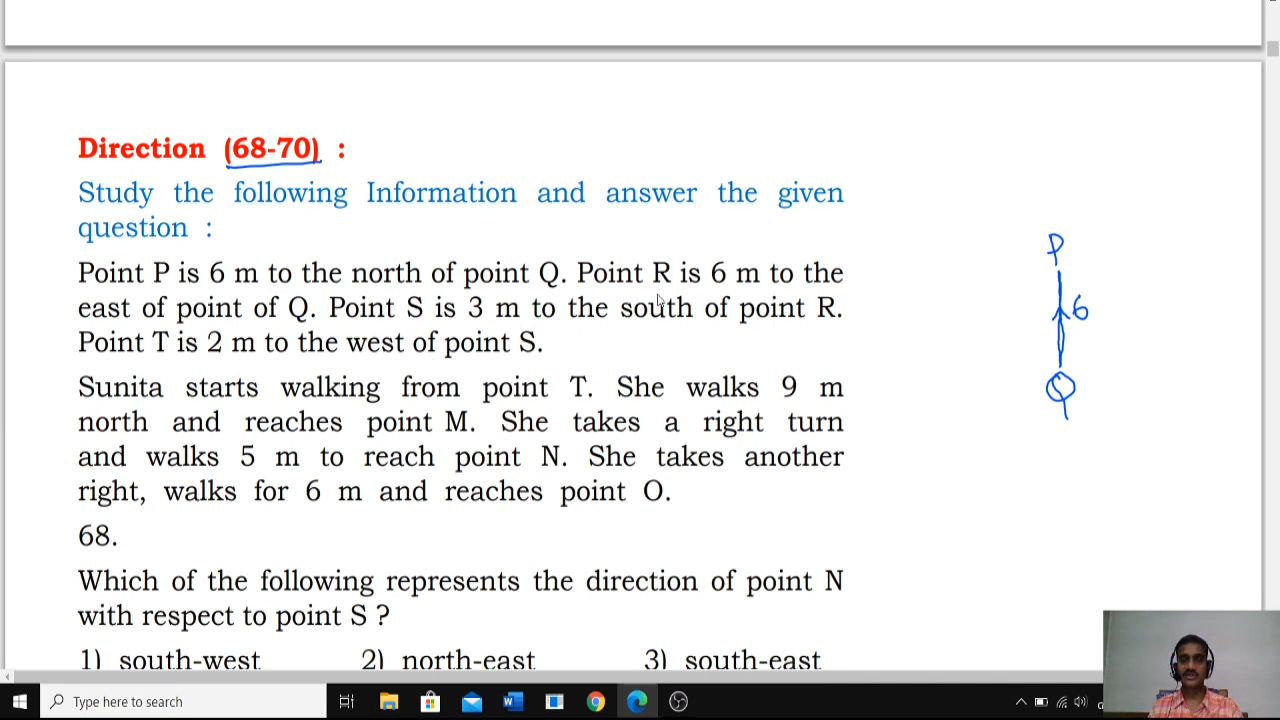 Direction (68-70) :
Study the following Information and answer the given
question :
Point P is 6 m to the north of point Q. Point R is 6 m to the
east of point of Q. Point S is 3 m to the south of point R.
Point T is 2 m to the west of point S.
Sunita starts walking from point T. She walks 9 m
north and reaches point M. She takes a right turn
and walks 5 m to reach point N. She takes another
right, walks for 6 m and reaches point O.
68.
Which of the following represents the direction of point N
with respect to point S ?
1) south-west 2) north-east 3) south-east
P
6
Q
Type here to search